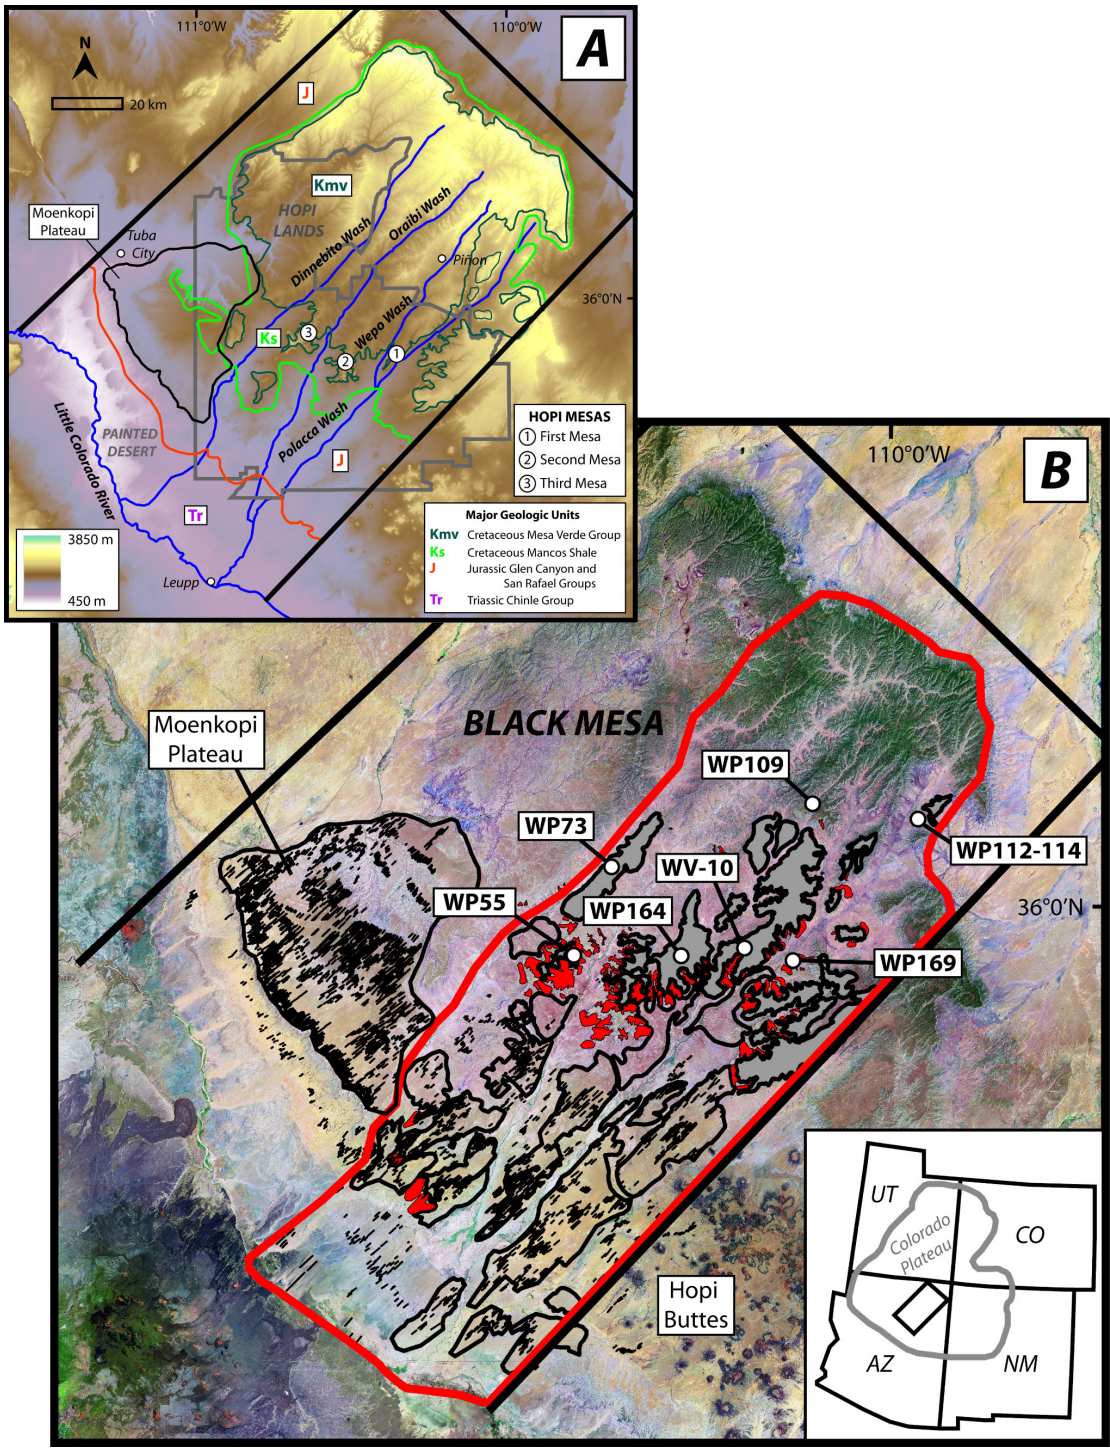 111°0'W
110°0'W
A
N
20 km
J
Kmv
HOPI
LANDS
Moenkopi
Plateau
Tuba
City
Dinnebito Wash
Oraibi Wash
Piñon
36°0'N
Wepo Wash
Ks
3
2
1
Polacca Wash
Little Colorado River
PAINTED
DESERT
J
Tr
Leupp
3850 m
450 m
HOPI MESAS
1 First Mesa
2 Second Mesa
3 Third Mesa
Major Geologic Units
Kmv Cretaceous Mesa Verde Group
Ks Cretaceous Mancos Shale
J Jurassic Glen Canyon and
San Rafael Groups
Tr Triassic Chinle Group
110°0'W
B
Moenkopi
Plateau
BLACK MESA
WP109
WP73
WP112-114
WV-10
WP55
WP164
36°0'N
WP169
Hopi
Buttes
UT
CO
Colorado
Plateau
AZ
NM